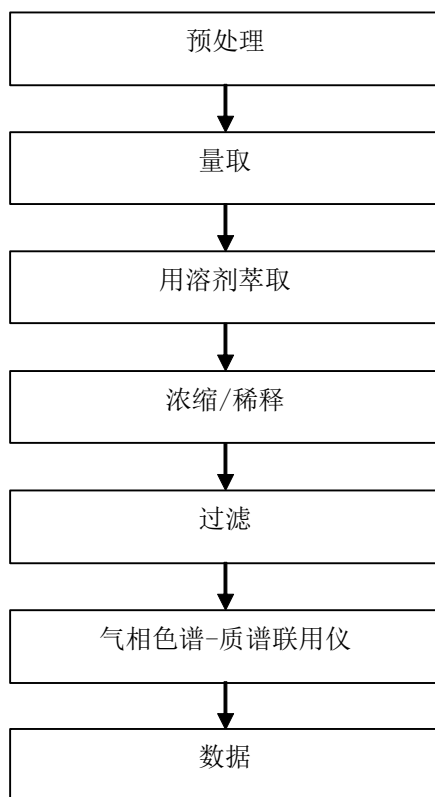 预处理
量取
用溶剂萃取
浓缩/稀释
过滤
气相色谱-质谱联用仪
数据